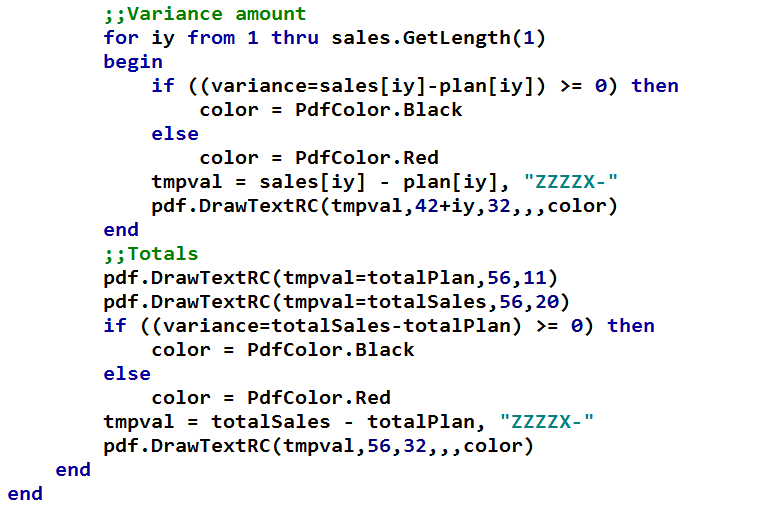 ;;Variance amount
for iy from 1 thru sales.GetLength(1)
begin
if ((variance=sales[iy]-plan[iy]) >= 0) then
color = PdfColor.Black
else
color = PdfColor.Red
tmpval = sales[iy] - plan[iy], "ZZZZX-"
pdf.DrawTextRC(tmpval,42+iy,32,,,color)
end
;;Totals
pdf.DrawTextRC(tmpval=totalPlan,56,11)
pdf.DrawTextRC(tmpval=totalSales,56,20)
if ((variance=totalSales-totalPlan) >= 0) then
color = PdfColor.Black
else
color = PdfColor.Red
tmpval = totalSales - totalPlan, "ZZZZX-"
pdf.DrawTextRC(tmpval,56,32,,,color)
end
end